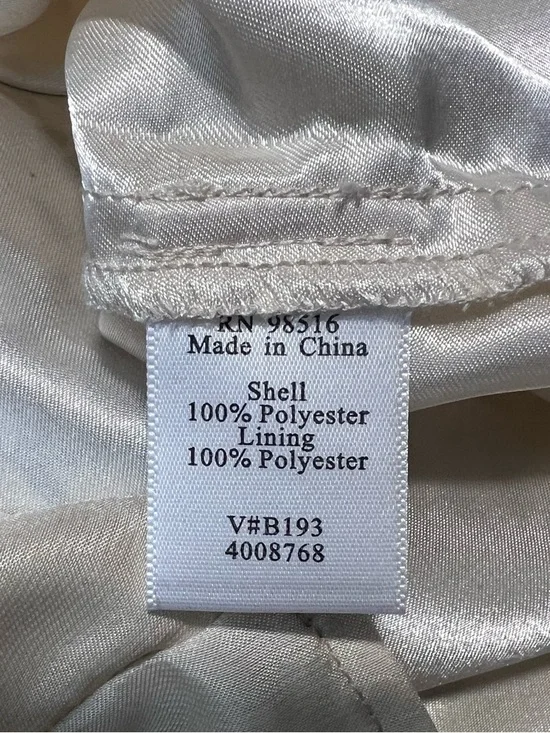 RN 98516
Made in China
Shell
100% Polyester
Lining
100% Polyester
V#B193
4008768